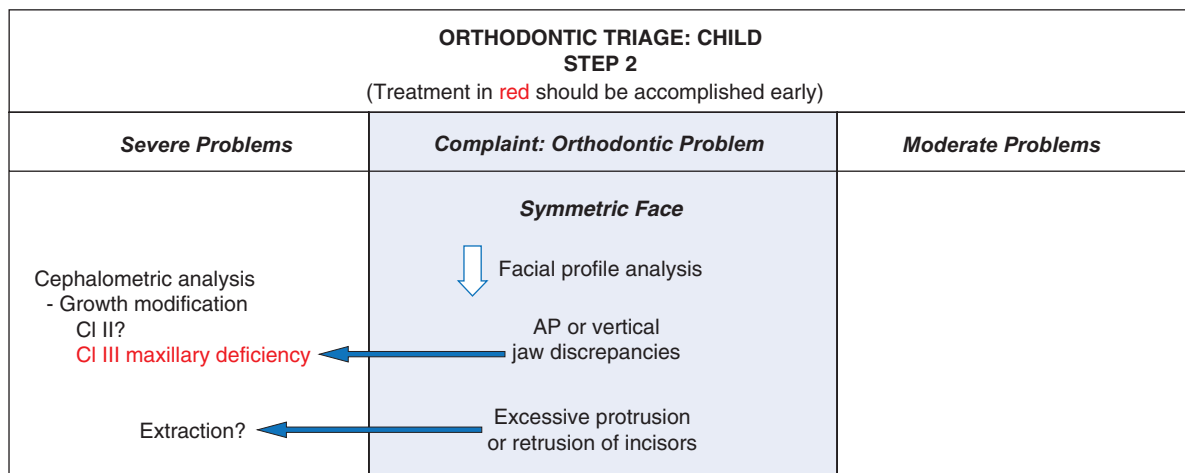 ORTHODONTIC TRIAGE: CHILD
STEP 2
(Treatment in red should be accomplished early)
Severe Problems
Complaint: Orthodontic Problem
Moderate Problems
Symmetric Face
Facial profile analysis
Cephalometric analysis
- Growth modification
Cl II?
Cl III maxillary deficiency
AP or vertical
jaw discrepancies
Extraction?
Excessive protrusion
or retrusion of incisors